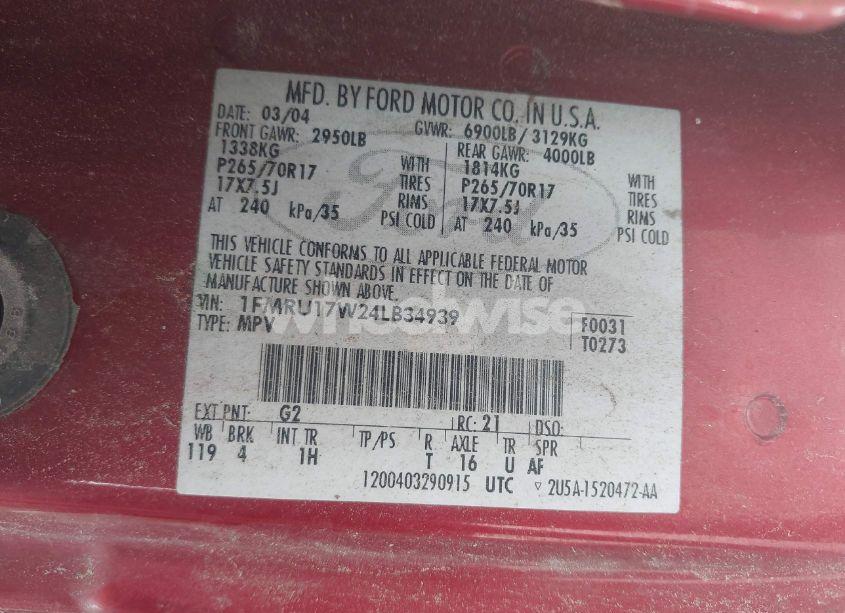 MFD. BY FORD MOTOR CO. IN U.S.A.
DATE: 03/04 GVWR: 6900LB/ 3129KG
FRONT GAWR: 2950LB REAR GAWR: 4000LB
1338KG WITH 1814KG WITH
P265/70R17 TIRES P265/70R17 TIRES
17X7.5J RIMS 17X7.5J RIMS
AT 240 kPa/35 PSI COLD AT 240 kPa/35 PSI COLD
Ford
THIS VEHICLE CONFORMS TO ALL APPLICABLE FEDERAL MOTOR
VEHICLE SAFETY STANDARDS IN EFFECT ON THE DATE OF
MANUFACTURE SHOWN ABOVE.
VIN: 1FMRU17W24LB34939 F0031
TYPE: MPV T0273
wheelwise
EXT PNT: G2 RC: 21 DSO:
WB BRK INT TR TP/PS R AXLE TR SPR
119 4 1H T 16 U AF
1200403290915 UTC ▽ 2U5A-1520472-AA